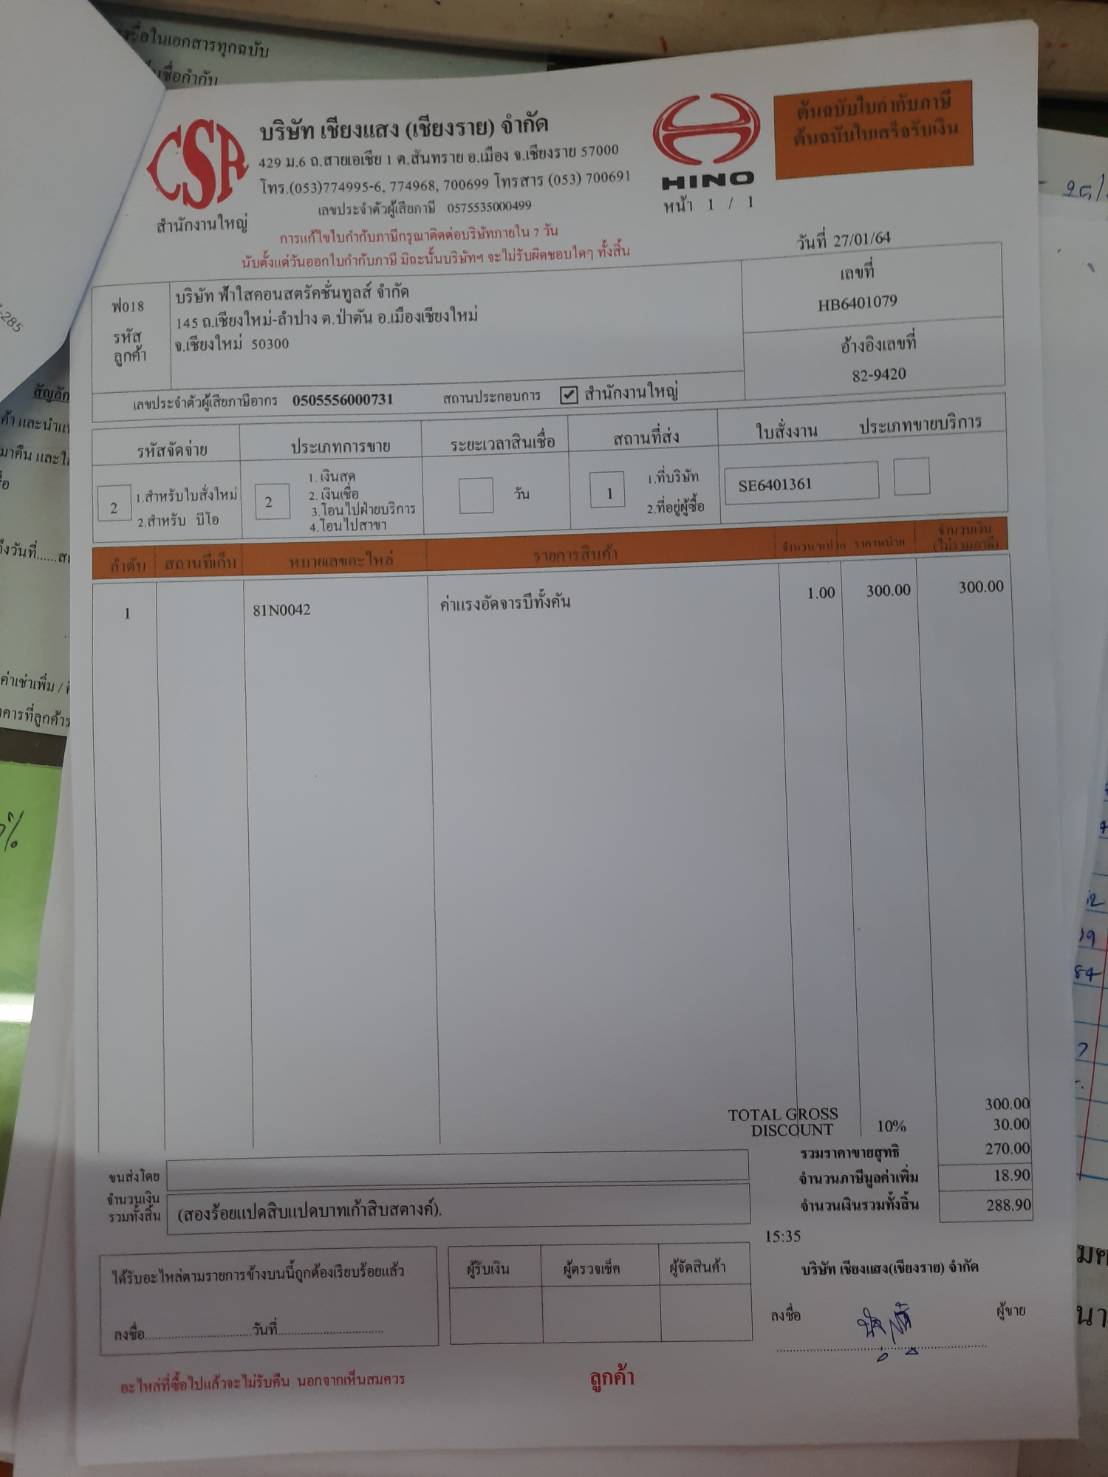 ชื่อในเอกสารทุกฉบับ
ชื่อกำกับ
CSR
สำนักงานใหญ่
บริษัท เชียงแสง (เชียงราย) จำกัด
429 ม.6 ถ.สายเอเซีย 1 ต.สันทราย อ.เมือง จ.เชียงราย 57000
โทร.(053)774995-6, 774968, 700699 โทรสาร (053) 700691
เลขประจำตัวผู้เสียภาษี 0575535000499
การแก้ไขใบกำกับภาษีกรุณาติดต่อบริษัทภายใน 7 วัน
นับตั้งแต่วันออกใบกำกับภาษี มิฉะนั้นบริษัทฯ จะไม่รับผิดชอบใดๆ ทั้งสิ้น
HINO
หน้า 1 / 1
ต้นฉบับใบกำกับภาษี
ต้นฉบับใบเสร็จรับเงิน
วันที่ 27/01/64
ฟ018
รหัส
ลูกค้า
บริษัท ฟ้าใสคอนสตรัคชั่นทูลส์ จำกัด
145 ถ.เชียงใหม่-ลำปาง ต.ป่าตัน อ.เมืองเชียงใหม่
จ.เชียงใหม่ 50300
เลขที่
HB6401079
อ้างอิงเลขที่
82-9420
เลขประจำตัวผู้เสียภาษีอากร 0505556000731 สถานประกอบการ ✓ สำนักงานใหญ่
รหัสจัดจ่าย ประเภทการขาย ระยะเวลาสินเชื่อ สถานที่ส่ง ใบสั่งงาน ประเภทขายบริการ
2
1.สำหรับใบสั่งใหม่
2.สำหรับ บีโอ
2
1. เงินสด
2. เงินเชื่อ
3.โอนไปฝ่ายบริการ
4.โอนไปสาขา
วัน
1
1.ที่บริษัท
2.ที่อยู่ผู้ซื้อ
SE6401361
ลำดับ สถานที่เก็บ หมายเลขอะไหล่ รายการสินค้า จำนวนหน่วย ราคาหน่วย จำนวนเงิน
(ไม่รวมภาษี)
1 81N0042 ค่าแรงอัดจารบีทั้งคัน 1.00 300.00 300.00
TOTAL GROSS 300.00
DISCOUNT 10% 30.00
รวมราคาขายสุทธิ 270.00
จำนวนภาษีมูลค่าเพิ่ม 18.90
จำนวนเงินรวมทั้งสิ้น 288.90
ขนส่งโดย
จำนวนเงิน
รวมทั้งสิ้น
(สองร้อยแปดสิบแปดบาทเก้าสิบสตางค์).
15:35
ได้รับอะไหล่ตามรายการข้างบนนี้ถูกต้องเรียบร้อยแล้ว
ลงชื่อ..............................วันที่..............................
ผู้รับเงิน ผู้ตรวจเช็ค ผู้จัดสินค้า
บริษัท เชียงแสง(เชียงราย) จำกัด
ลงชื่อ ผู้ขาย
อะไหล่ที่ซื้อไปแล้วจะไม่รับคืน นอกจากเห็นสมควร
ลูกค้า